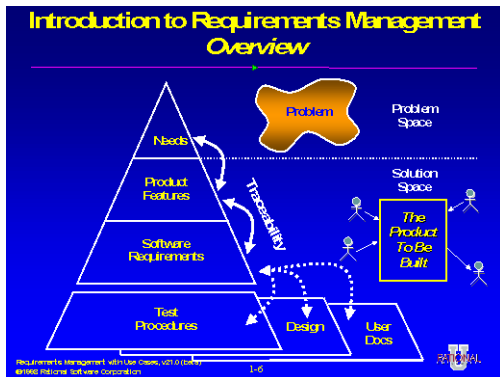 Introduction to Requirements Management
Overview
Problem
Problem
Space
Needs
Solution
Space
Product
Features
Traceability
The
Product
To Be
Built
Software
Requirements
Test
Procedures
Design
User
Docs
Requirements Management with Use Cases, v21.0 (beta)
©1998 Rational Software Corporation
1-6
RATIONAL
U